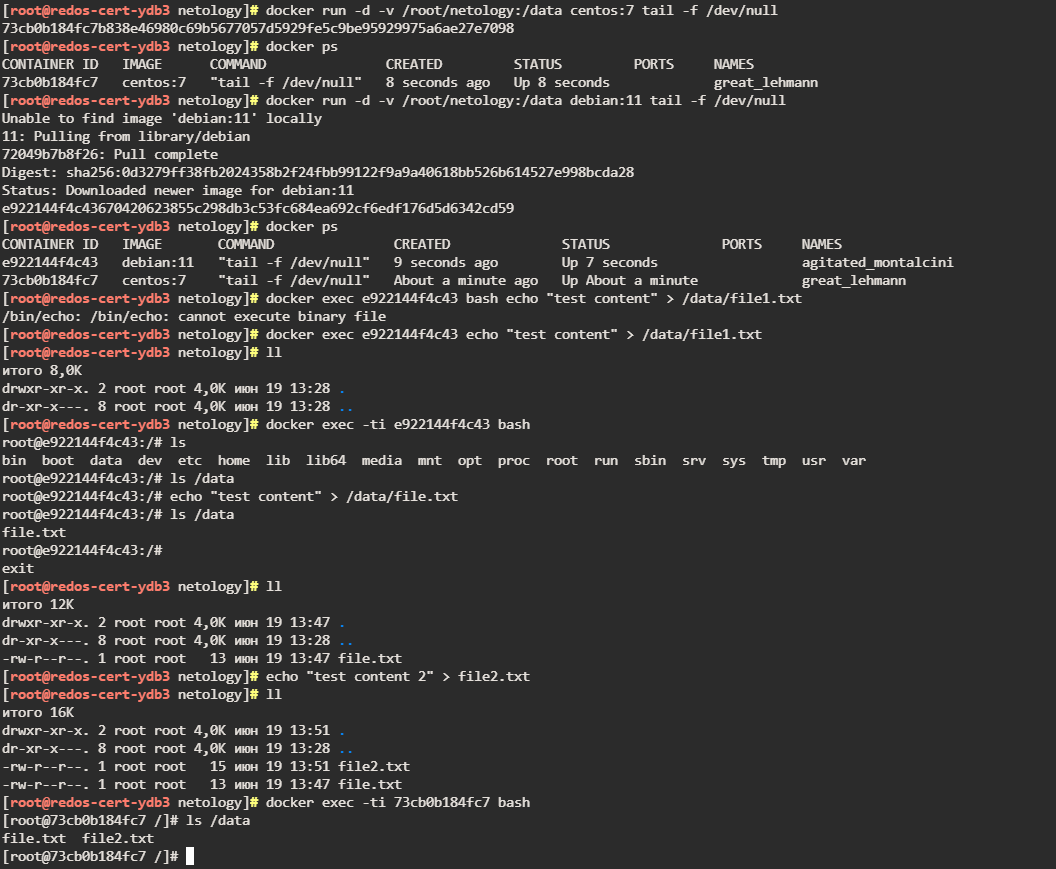 [root@redos-cert-ydb3 netology]# docker run -d -v /root/netology:/data centos:7 tail -f /dev/null
73cb0b184fc7b838e46980c69b5677057d5929fe5c9be95929975a6ae27e7098
[root@redos-cert-ydb3 netology]# docker ps
CONTAINER ID   IMAGE      COMMAND               CREATED         STATUS         PORTS     NAMES
73cb0b184fc7   centos:7   "tail -f /dev/null"   8 seconds ago   Up 8 seconds             great_lehmann
[root@redos-cert-ydb3 netology]# docker run -d -v /root/netology:/data debian:11 tail -f /dev/null
Unable to find image 'debian:11' locally
11: Pulling from library/debian
72049b7b8f26: Pull complete
Digest: sha256:0d3279ff38fb2024358b2f24fbb99122f9a9a40618bb526b614527e998bcda28
Status: Downloaded newer image for debian:11
e922144f4c43670420623855c298db3c53fc684ea692cf6edf176d5d6342cd59
[root@redos-cert-ydb3 netology]# docker ps
CONTAINER ID   IMAGE       COMMAND               CREATED              STATUS              PORTS     NAMES
e922144f4c43   debian:11   "tail -f /dev/null"   9 seconds ago        Up 7 seconds                  agitated_montalcini
73cb0b184fc7   centos:7    "tail -f /dev/null"   About a minute ago   Up About a minute             great_lehmann
[root@redos-cert-ydb3 netology]# docker exec e922144f4c43 bash echo "test content" > /data/file1.txt
/bin/echo: /bin/echo: cannot execute binary file
[root@redos-cert-ydb3 netology]# docker exec e922144f4c43 echo "test content" > /data/file1.txt
[root@redos-cert-ydb3 netology]# ll
итого 8,0K
drwxr-xr-x. 2 root root 4,0K июн 19 13:28 .
dr-xr-x---. 8 root root 4,0K июн 19 13:28 ..
[root@redos-cert-ydb3 netology]# docker exec -ti e922144f4c43 bash
root@e922144f4c43:/# ls
bin  boot  data  dev  etc  home  lib  lib64  media  mnt  opt  proc  root  run  sbin  srv  sys  tmp  usr  var
root@e922144f4c43:/# ls /data
root@e922144f4c43:/# echo "test content" > /data/file.txt
root@e922144f4c43:/# ls /data
file.txt
root@e922144f4c43:/#
exit
[root@redos-cert-ydb3 netology]# ll
итого 12K
drwxr-xr-x. 2 root root 4,0K июн 19 13:47 .
dr-xr-x---. 8 root root 4,0K июн 19 13:28 ..
-rw-r--r--. 1 root root   13 июн 19 13:47 file.txt
[root@redos-cert-ydb3 netology]# echo "test content 2" > file2.txt
[root@redos-cert-ydb3 netology]# ll
итого 16K
drwxr-xr-x. 2 root root 4,0K июн 19 13:51 .
dr-xr-x---. 8 root root 4,0K июн 19 13:28 ..
-rw-r--r--. 1 root root   15 июн 19 13:51 file2.txt
-rw-r--r--. 1 root root   13 июн 19 13:47 file.txt
[root@redos-cert-ydb3 netology]# docker exec -ti 73cb0b184fc7 bash
[root@73cb0b184fc7 /]# ls /data
file.txt  file2.txt
[root@73cb0b184fc7 /]#